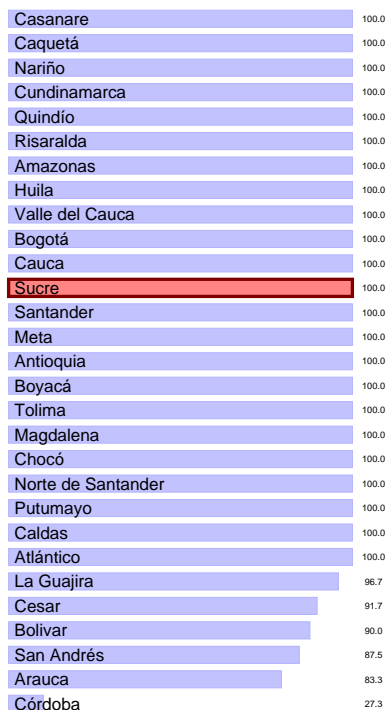 Casanare 100.0
Caquetá 100.0
Nariño 100.0
Cundinamarca 100.0
Quindío 100.0
Risaralda 100.0
Amazonas 100.0
Huila 100.0
Valle del Cauca 100.0
Bogotá 100.0
Cauca 100.0
Sucre 100.0
Santander 100.0
Meta 100.0
Antioquia 100.0
Boyacá 100.0
Tolima 100.0
Magdalena 100.0
Chocó 100.0
Norte de Santander 100.0
Putumayo 100.0
Caldas 100.0
Atlántico 100.0
La Guajira 96.7
Cesar 91.7
Bolivar 90.0
San Andrés 87.5
Arauca 83.3
Córdoba 27.3